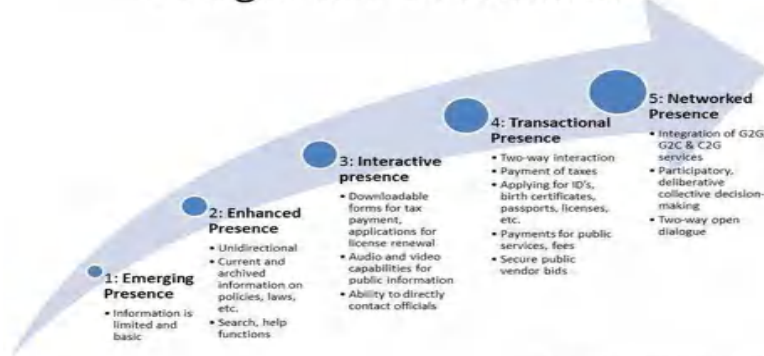 1: Emerging
Presence
• Information is
limited and
basic
2: Enhanced
Presence
• Unidirectional
• Current and
archived
information on
policies, laws,
etc.
• Search, help
functions
3: Interactive
presence
• Downloadable
forms for tax
payment,
applications for
license renewal
• Audio and video
capabilities for
public information
• Ability to directly
contact officials
4: Transactional
Presence
• Two-way interaction
• Payment of taxes
• Applying for ID's,
birth certificates,
passports, licenses,
etc.
• Payments for public
services, fees
• Secure public
vendor bids
5: Networked
Presence
• Integration of G2G
G2C & C2G
services
• Participatory,
deliberative
collective decision-
making
• Two-way open
dialogue